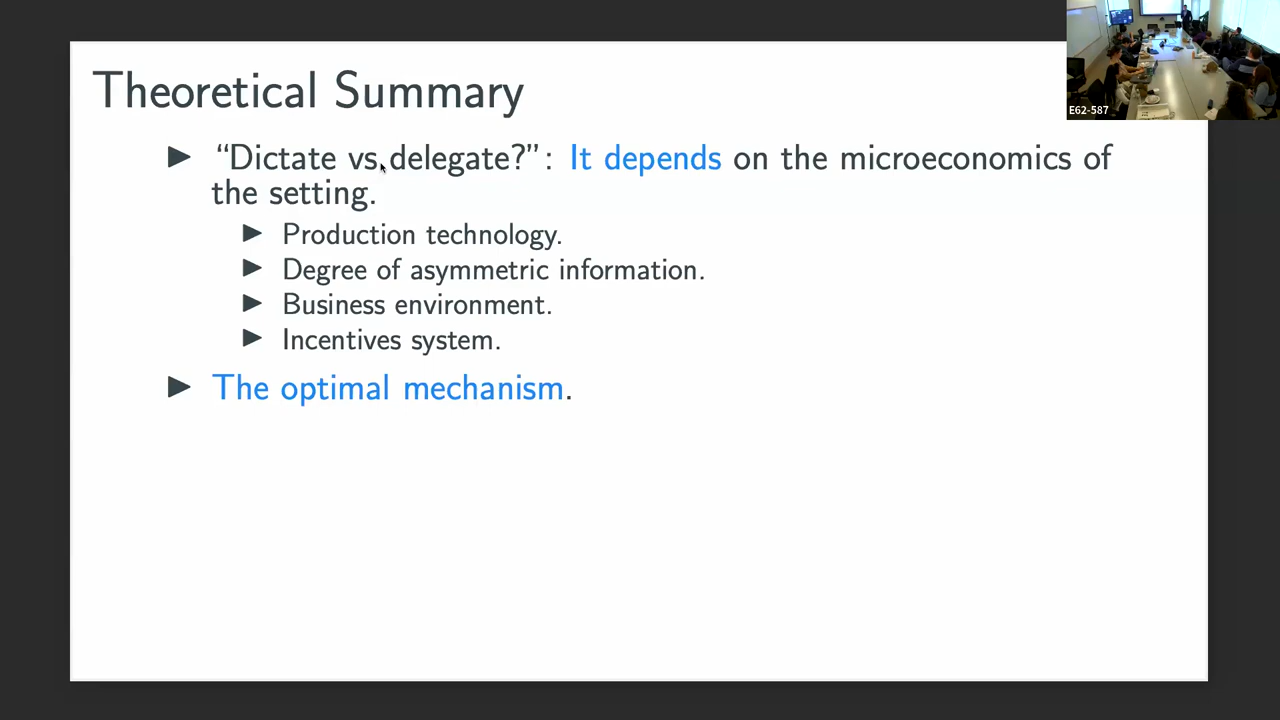 Theoretical Summary
E62-587
▶ “Dictate vs. delegate?”: It depends on the microeconomics of
the setting.
▶ Production technology.
▶ Degree of asymmetric information.
▶ Business environment.
▶ Incentives system.
▶ The optimal mechanism.